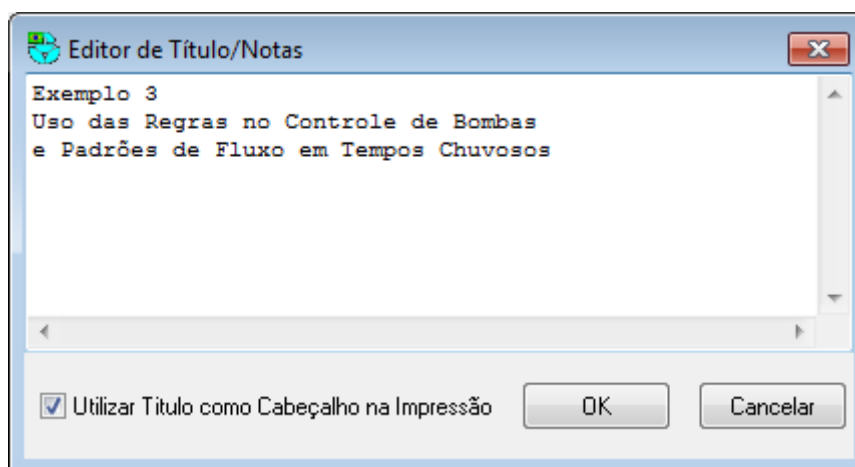 Editor de Título/Notas
Exemplo 3
Uso das Regras no Controle de Bombas
e Padrões de Fluxo em Tempos Chuvosos
Utilizar Titulo como Cabeçalho na Impressão
OK
Cancelar